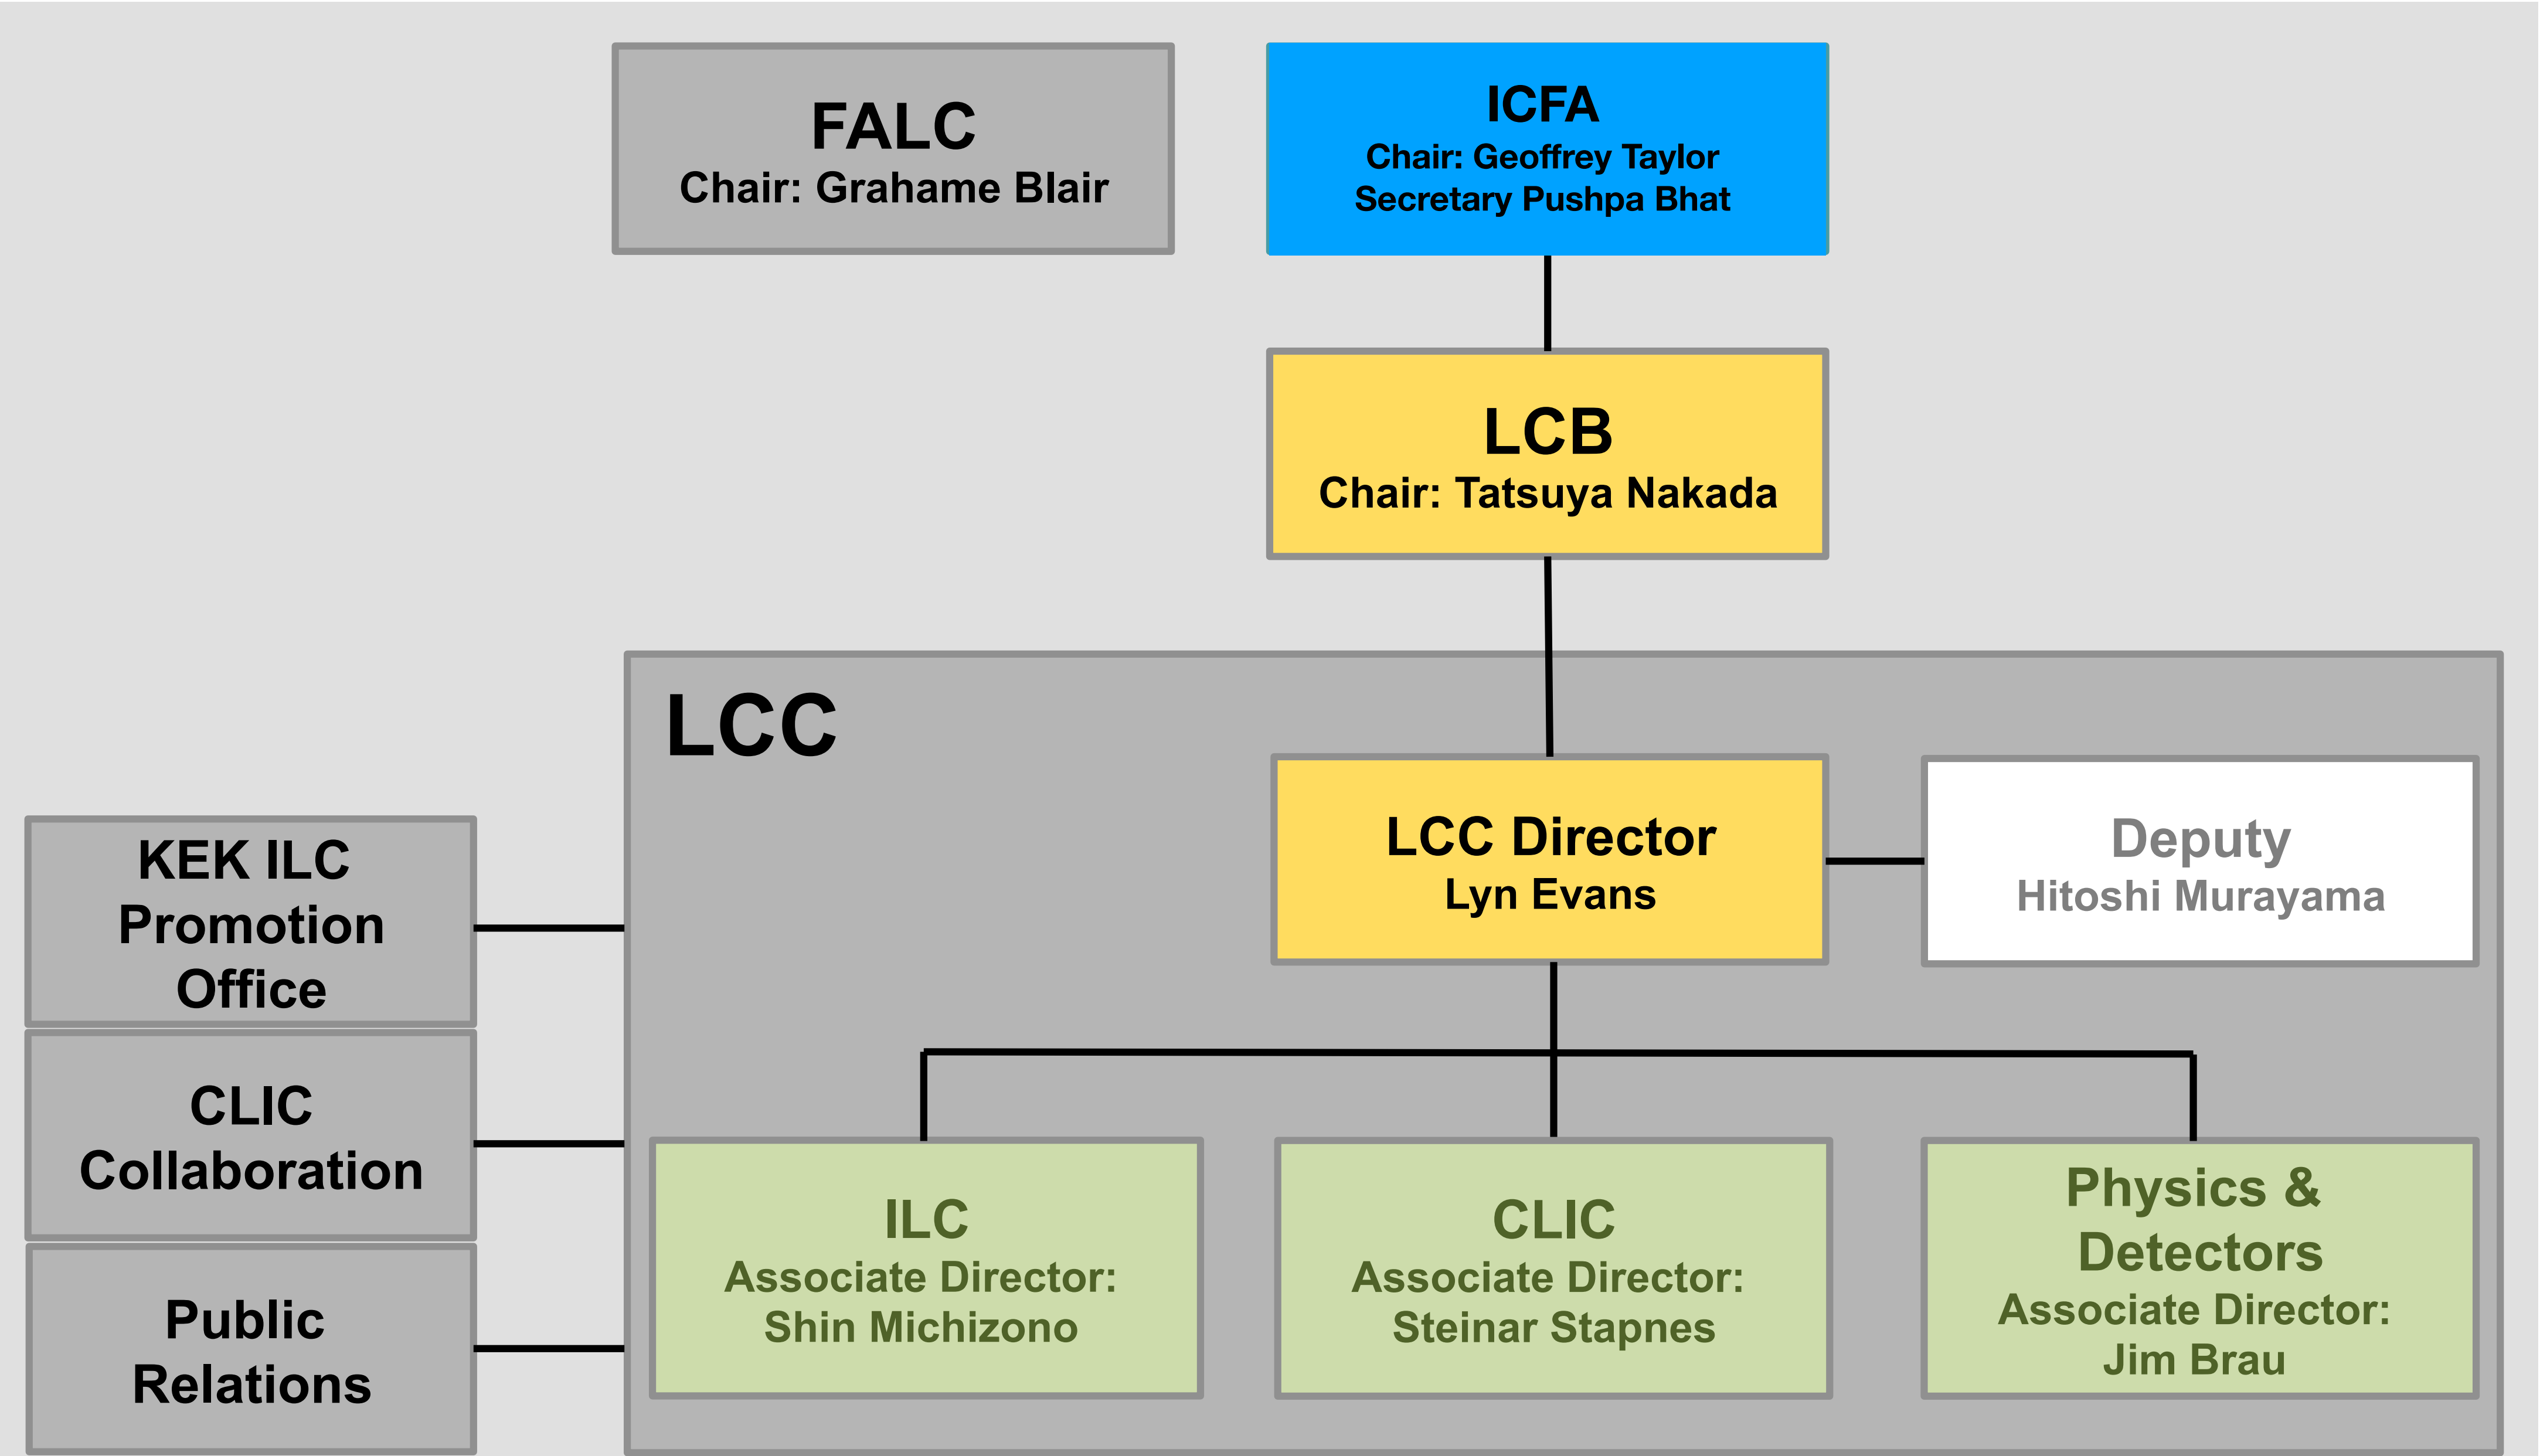 FALC
Chair: Grahame Blair
ICFA
Chair: Geoffrey Taylor
Secretary Pushpa Bhat
LCB
Chair: Tatsuya Nakada
LCC
LCC Director
Lyn Evans
Deputy
Hitoshi Murayama
KEK ILC
Promotion
Office
CLIC
Collaboration
Public
Relations
ILC
Associate Director:
Shin Michizono
CLIC
Associate Director:
Steinar Stapnes
Physics &
Detectors
Associate Director:
Jim Brau